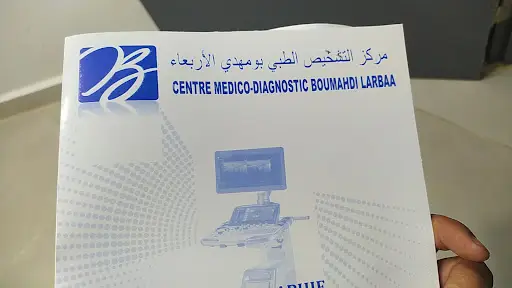 مركز التشخيص الطبي بومهدي الأربعاء
CENTRE MEDICO-DIAGNOSTIC BOUMAHDI LARBAA